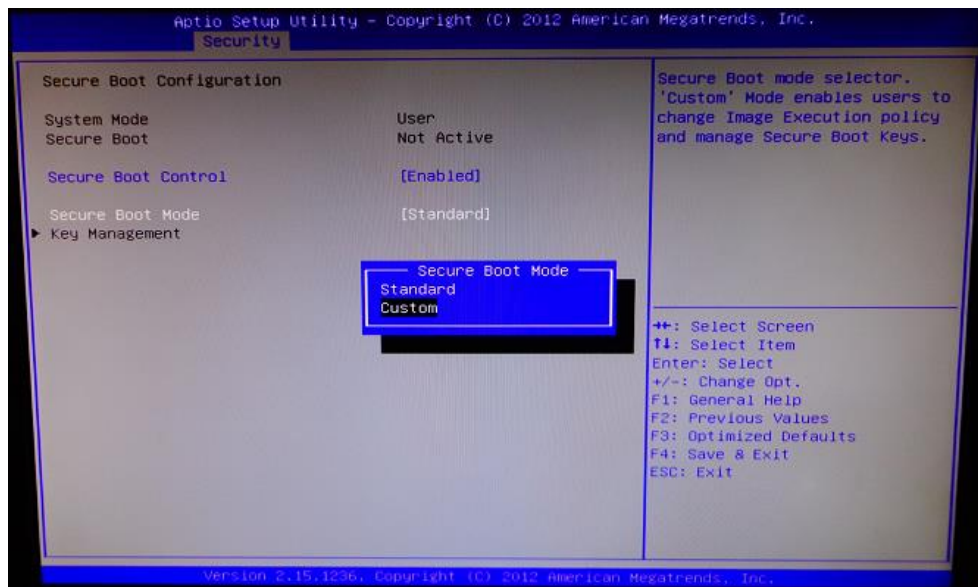 Aptio Setup Utility – Copyright (C) 2012 American Megatrends, Inc.
Security
Secure Boot Configuration
System Mode User
Secure Boot Not Active
Secure Boot Control [Enabled]
Secure Boot Mode [Standard]
► Key Management
Secure Boot Mode
Standard
Custom
Secure Boot mode selector.
'Custom' Mode enables users to
change Image Execution policy
and manage Secure Boot Keys.
→←: Select Screen
↑↓: Select Item
Enter: Select
+/-: Change Opt.
F1: General Help
F2: Previous Values
F3: Optimized Defaults
F4: Save & Exit
ESC: Exit
Version 2.15.1236. Copyright (C) 2012 American Megatrends, Inc.